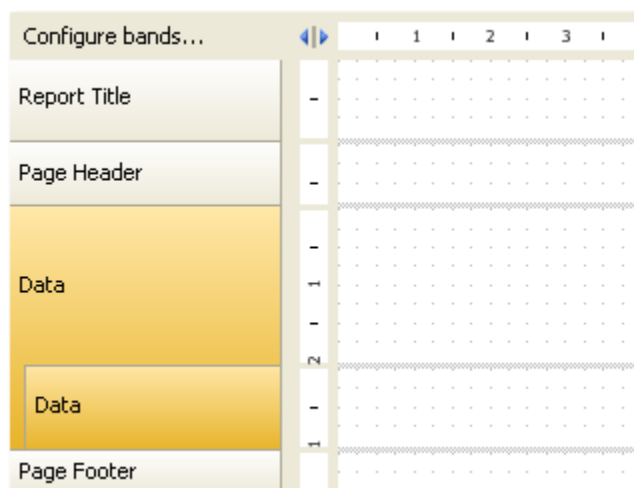 Configure bands...
1 2 3
Report Title
Page Header
Data
1
2
Data
1
Page Footer